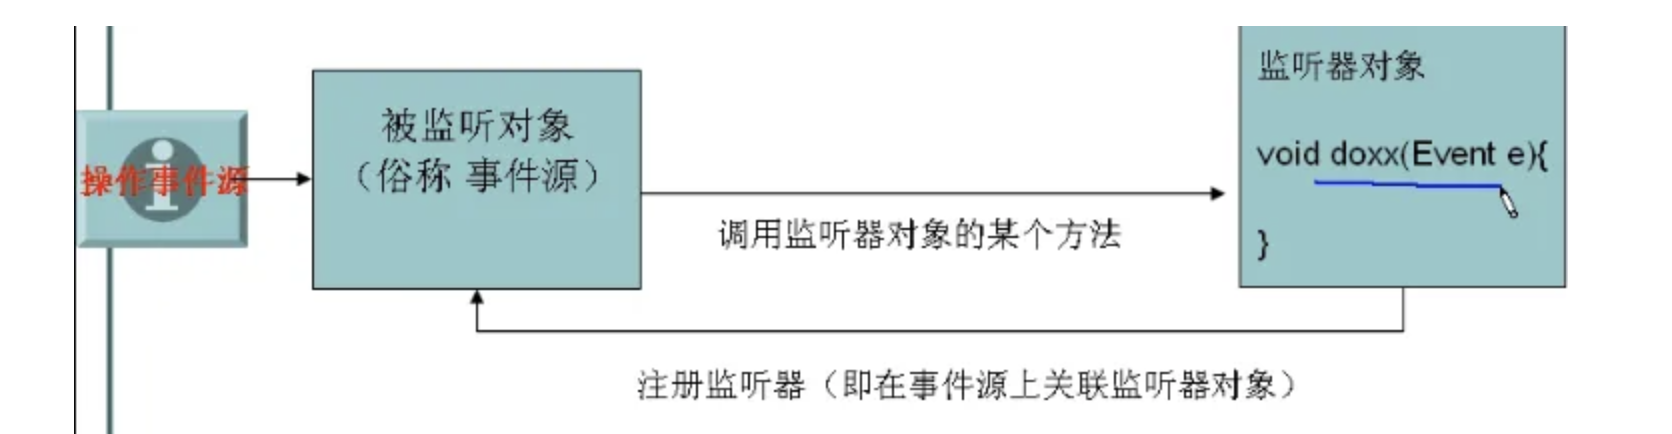 操作事件源
被监听对象
（俗称 事件源）
调用监听器对象的某个方法
监听器对象
void doxx(Event e){
}
注册监听器（即在事件源上关联监听器对象）